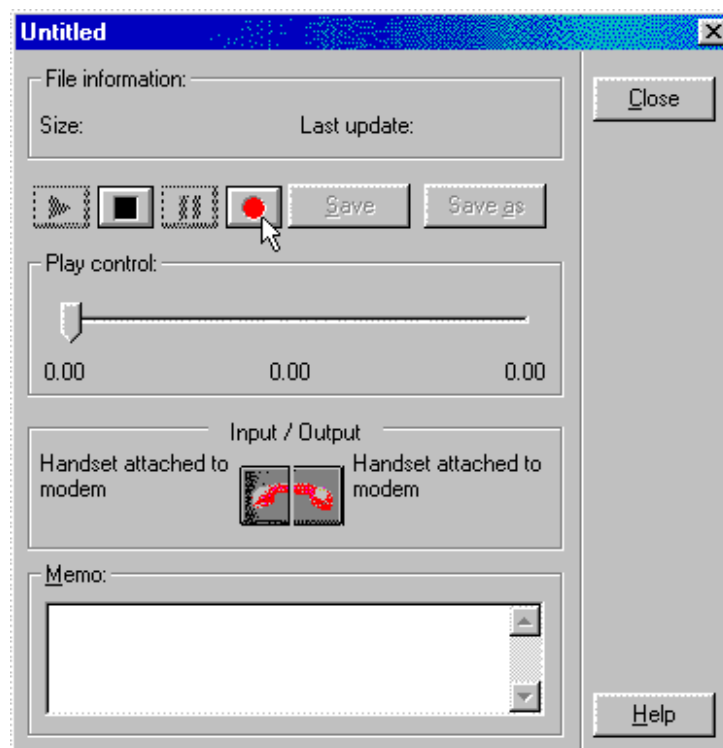 Untitled
File information:
Close
Size: Last update:
Save Save as
Play control:
0.00 0.00 0.00
Input / Output
Handset attached to modem
Handset attached to modem
Memo:
Help